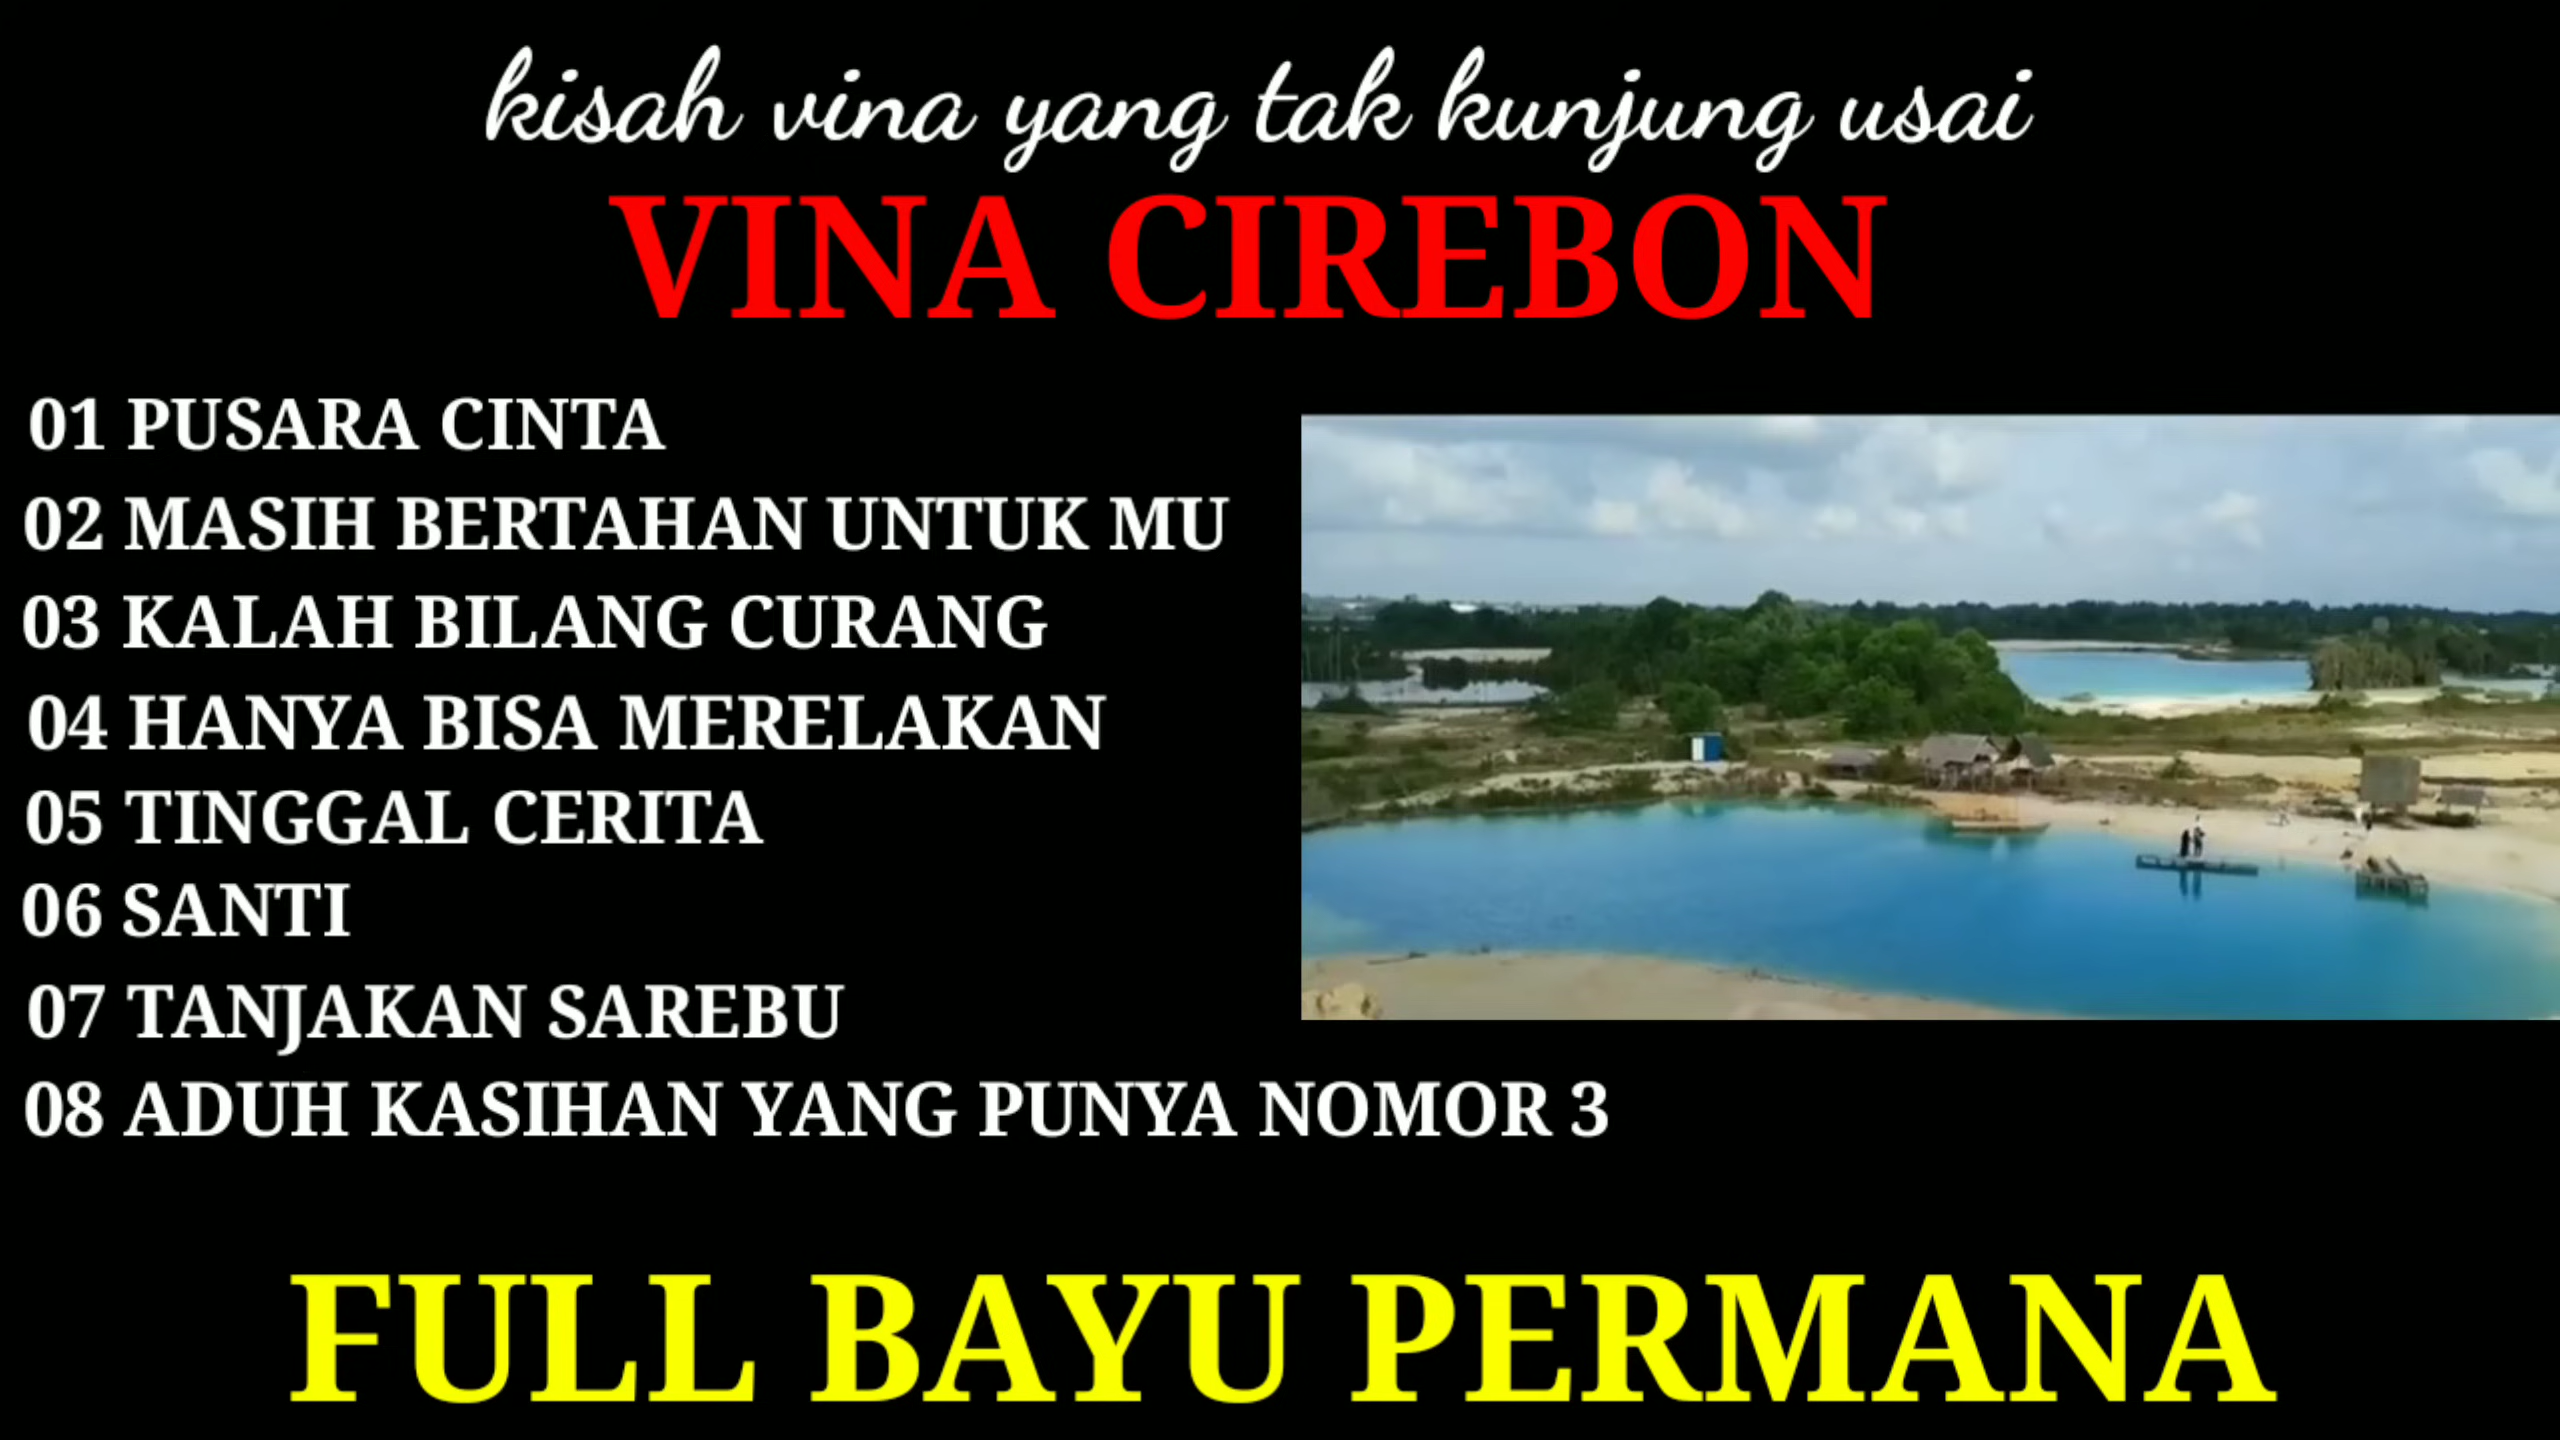 kisah vina yang tak kunjung usai
VINA CIREBON
01 PUSARA CINTA
02 MASIH BERTAHAN UNTUK MU
03 KALAH BILANG CURANG
04 HANYA BISA MERELAKAN
05 TINGGAL CERITA
06 SANTI
07 TANJAKAN SAREBU
08 ADUH KASIHAN YANG PUNYA NOMOR 3
FULL BAYU PERMANA